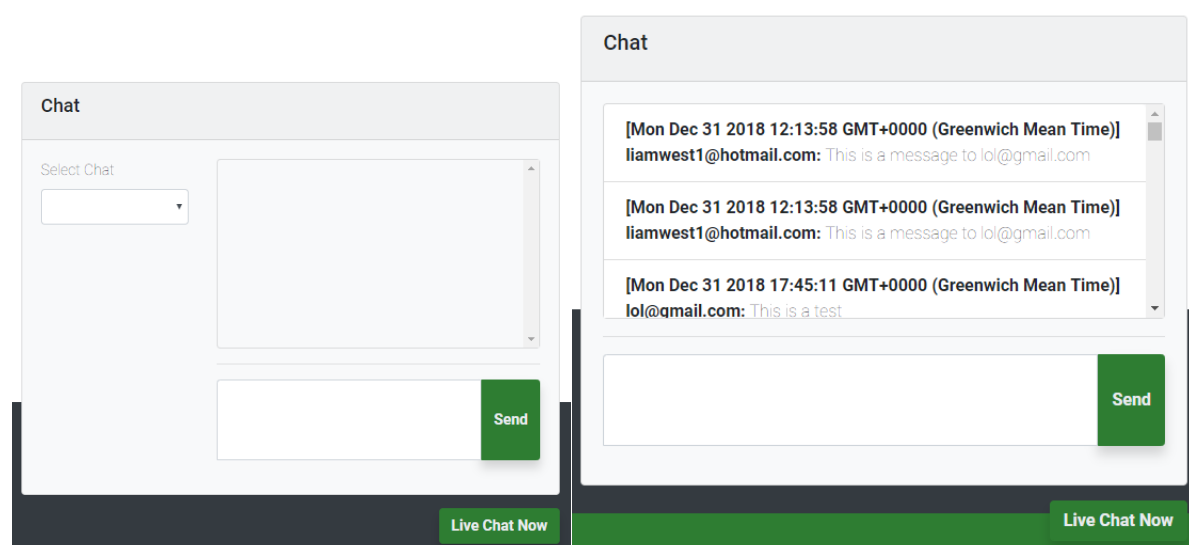 Chat
Select Chat
Send
Live Chat Now
Chat
[Mon Dec 31 2018 12:13:58 GMT+0000 (Greenwich Mean Time)]
liamwest1@hotmail.com: This is a message to lol@gmail.com
[Mon Dec 31 2018 12:13:58 GMT+0000 (Greenwich Mean Time)]
liamwest1@hotmail.com: This is a message to lol@gmail.com
[Mon Dec 31 2018 17:45:11 GMT+0000 (Greenwich Mean Time)]
lol@gmail.com: This is a test
Send
Live Chat Now